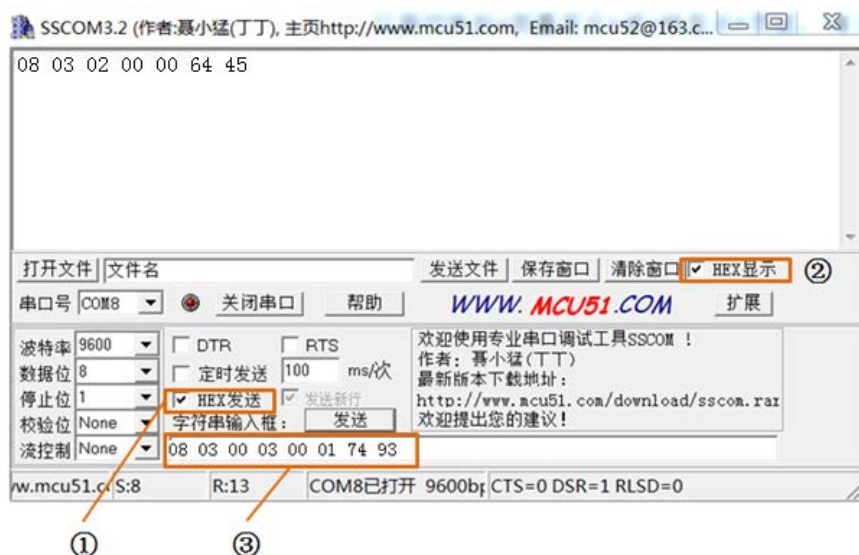 SSCOM3.2 (作者:聂小猛(丁丁), 主页http://www.mcu51.com, Email: mcu52@163.c...
08 03 02 00 00 64 45
打开文件 文件名 发送文件 保存窗口 清除窗口 HEX显示 ②
串口号 COM8 关闭串口 帮助 WWW. MCU51.COM 扩展
波特率 9600 DTR RTS
数据位 8 定时发送 100 ms/次
停止位 1 HEX发送 发送新行
校验位 None 字符串输入框: 发送
流控制 None 08 03 00 03 00 01 74 93
欢迎使用专业串口调试工具SSCOM !
作者: 聂小猛(丁丁)
最新版本下载地址:
http://www.mcu51.com/download/sscom.rar
欢迎提出您的建议!
/w.mcu51.c S:8 R:13 COM8已打开 9600bp CTS=0 DSR=1 RLSD=0
① ③